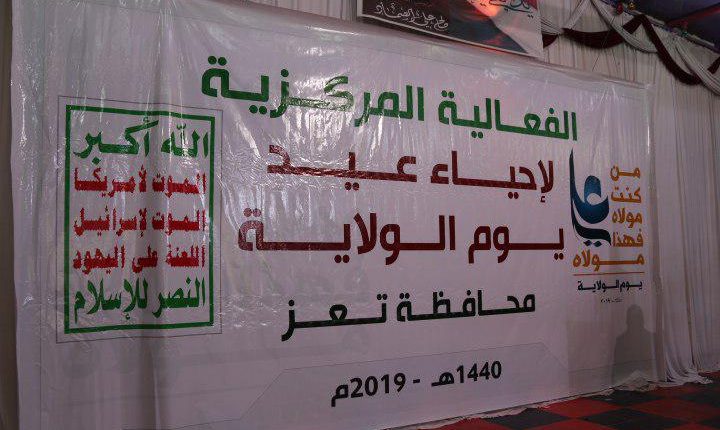 الفعالية المركزية
لإحياء عيد
يوم الولاية
محافظة تعز
1440هـ - 2019م
من
كنت
مولاه
فهذا
علي
مولاه
يوم الولاية
الله أكبر
الموت لأمريكا
الموت لإسرائيل
اللعنة على اليهود
النصر للإسلام